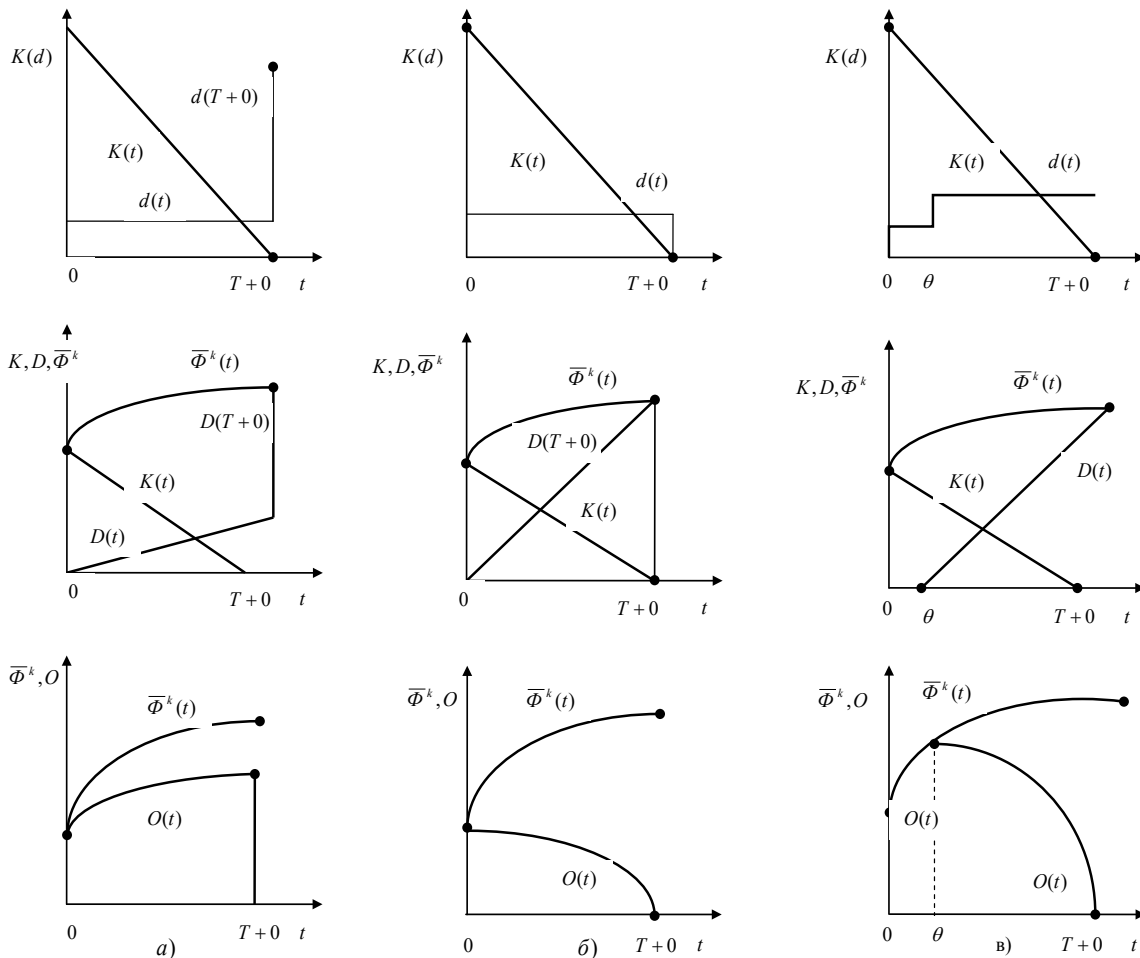 K(d)
d(T + 0)
K(t)
d(t)
0
T + 0
t
K(d)
K(t)
d(t)
0
T + 0
t
K(d)
K(t)
d(t)
0
θ
T + 0
t
K, D, Φ̅ᵏ
Φ̅ᵏ(t)
D(T + 0)
K(t)
D(t)
0
T + 0
t
K, D, Φ̅ᵏ
Φ̅ᵏ(t)
D(T + 0)
K(t)
0
T + 0
t
K, D, Φ̅ᵏ
Φ̅ᵏ(t)
K(t)
D(t)
0
θ
T + 0
t
Φ̅ᵏ, O
Φ̅ᵏ(t)
O(t)
0
T + 0
t
а)
Φ̅ᵏ, O
Φ̅ᵏ(t)
O(t)
0
T + 0
t
б)
Φ̅ᵏ, O
Φ̅ᵏ(t)
O(t)
O(t)
0
θ
T + 0
t
в)